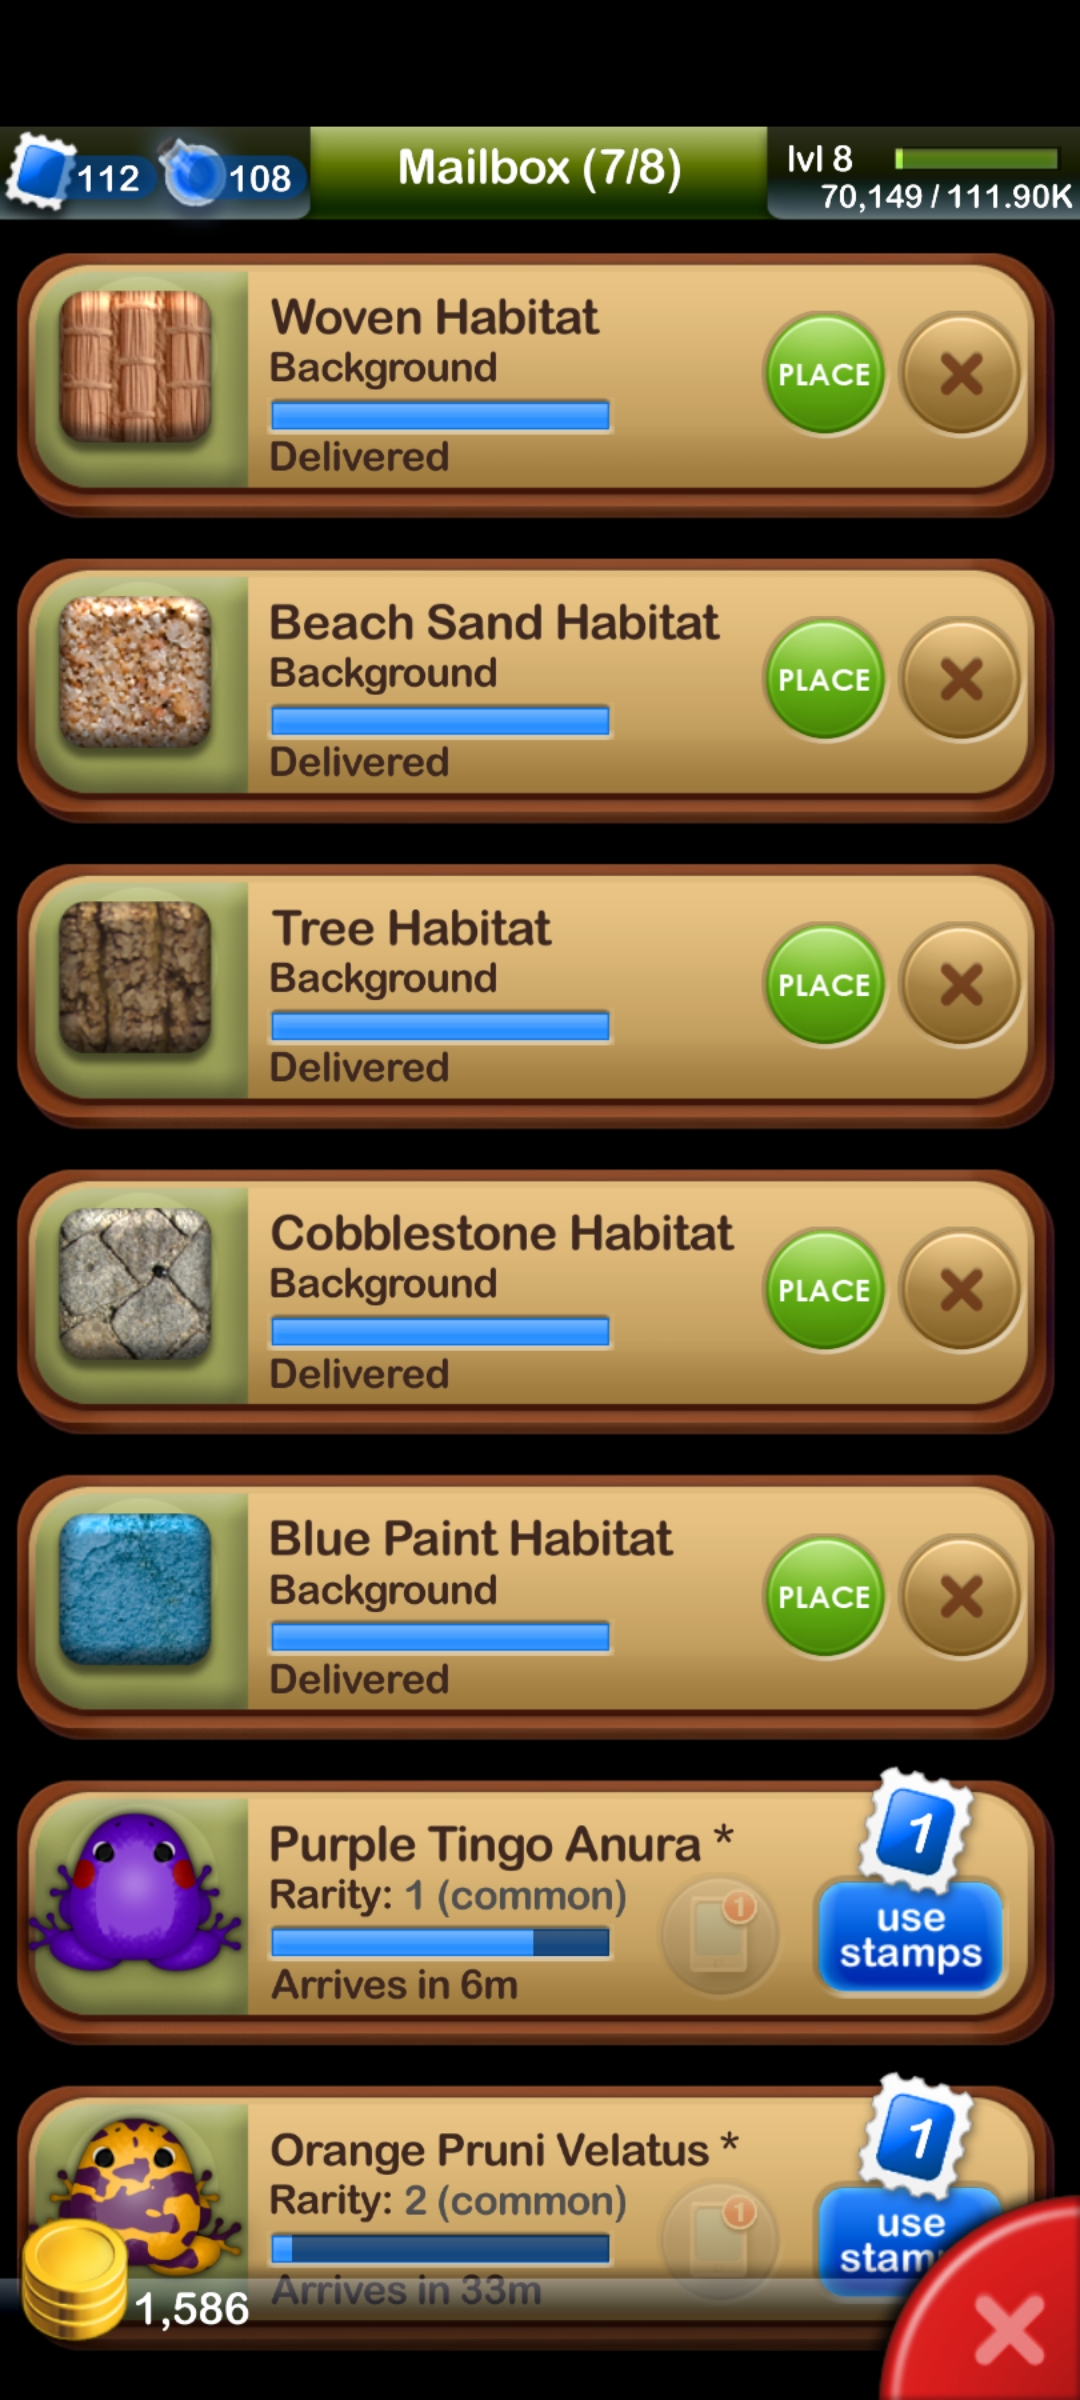 112
108
Mailbox (7/8)
lvl 8
70,149 / 111.90K
Woven Habitat
Background
Delivered
PLACE
Beach Sand Habitat
Background
Delivered
PLACE
Tree Habitat
Background
Delivered
PLACE
Cobblestone Habitat
Background
Delivered
PLACE
Blue Paint Habitat
Background
Delivered
PLACE
Purple Tingo Anura *
Rarity: 1 (common)
Arrives in 6m
1
1
use
stamps
Orange Pruni Velatus *
Rarity: 2 (common)
Arrives in 33m
1
1
use
stam
1,586